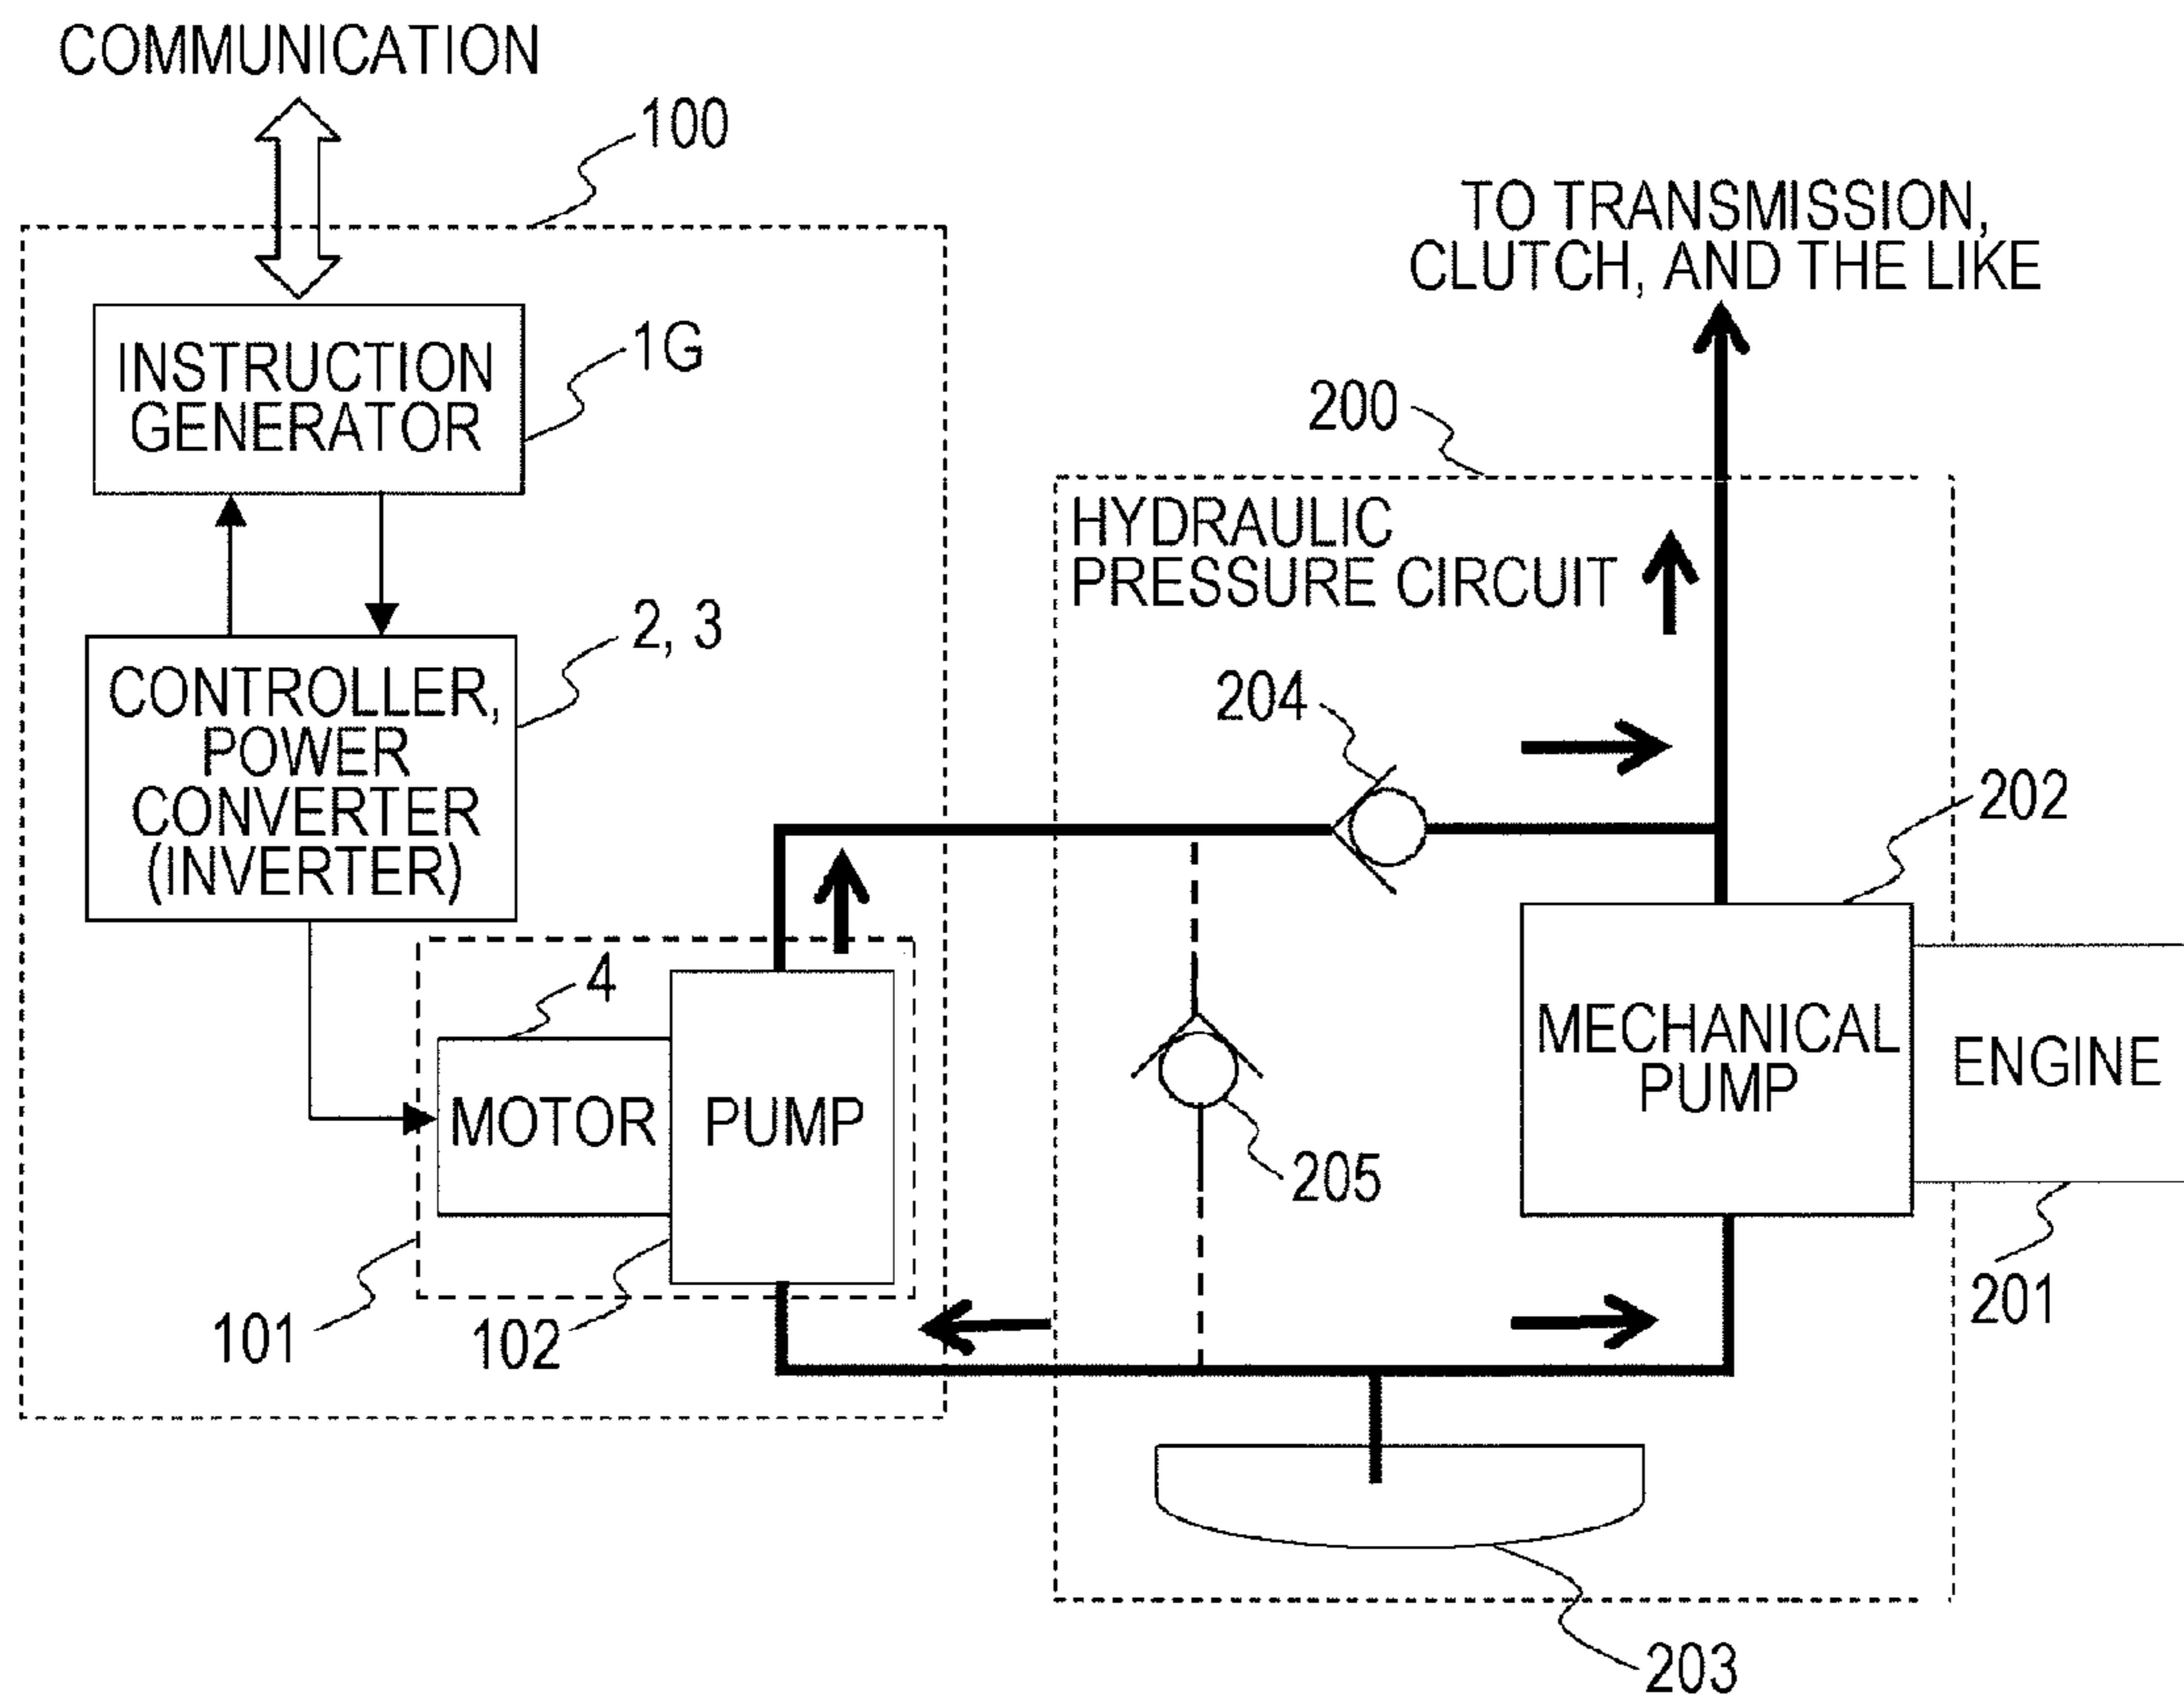 COMMUNICATION
100
TO TRANSMISSION,
CLUTCH, AND THE LIKE
INSTRUCTION
GENERATOR
1G
200
HYDRAULIC
PRESSURE CIRCUIT
CONTROLLER,
POWER
CONVERTER
(INVERTER)
2, 3
204
202
4
MOTOR
PUMP
MECHANICAL
PUMP
ENGINE
205
101
102
201
203